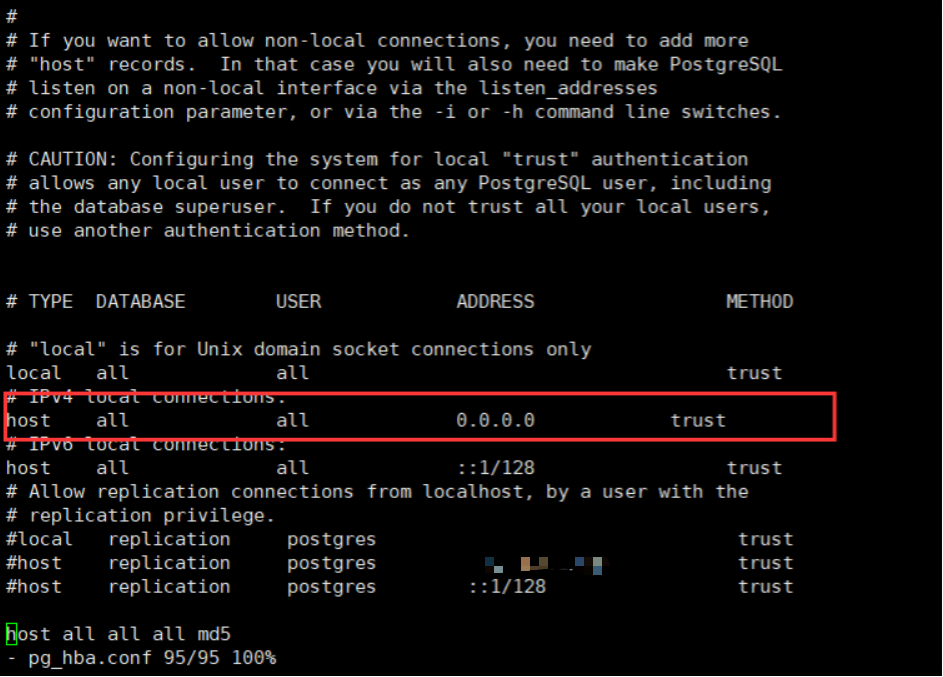 #
# If you want to allow non-local connections, you need to add more
# "host" records.  In that case you will also need to make PostgreSQL
# listen on a non-local interface via the listen_addresses
# configuration parameter, or via the -i or -h command line switches.
# CAUTION: Configuring the system for local "trust" authentication
# allows any local user to connect as any PostgreSQL user, including
# the database superuser.  If you do not trust all your local users,
# use another authentication method.
# TYPE  DATABASE        USER            ADDRESS                 METHOD
# "local" is for Unix domain socket connections only
local   all             all                                     trust
# IPv4 local connections:
host    all             all             0.0.0.0            trust
# IPv6 local connections:
host    all             all             ::1/128                 trust
# Allow replication connections from localhost, by a user with the
# replication privilege.
#local   replication     postgres                                trust
#host    replication     postgres                                trust
#host    replication     postgres        ::1/128                 trust
host all all all md5
- pg_hba.conf 95/95 100%